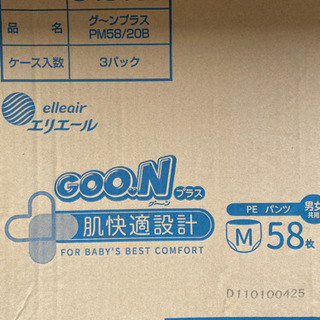 品　名　グ〜ンプラス
PM58/20B
ケース入数　3パック
elleair
エリエール
GOO.N プラス
グ〜ン
肌快適設計
FOR BABY'S BEST COMFORT
PE パンツ 男女共用
M 58枚
D110100425